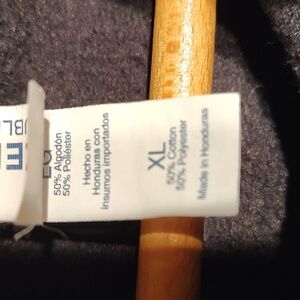 EG
50% Algodón
50% Poliéster
Hecho en
Honduras con
insumos importados
XL
50% Cotton
50% Polyester
Made in Honduras